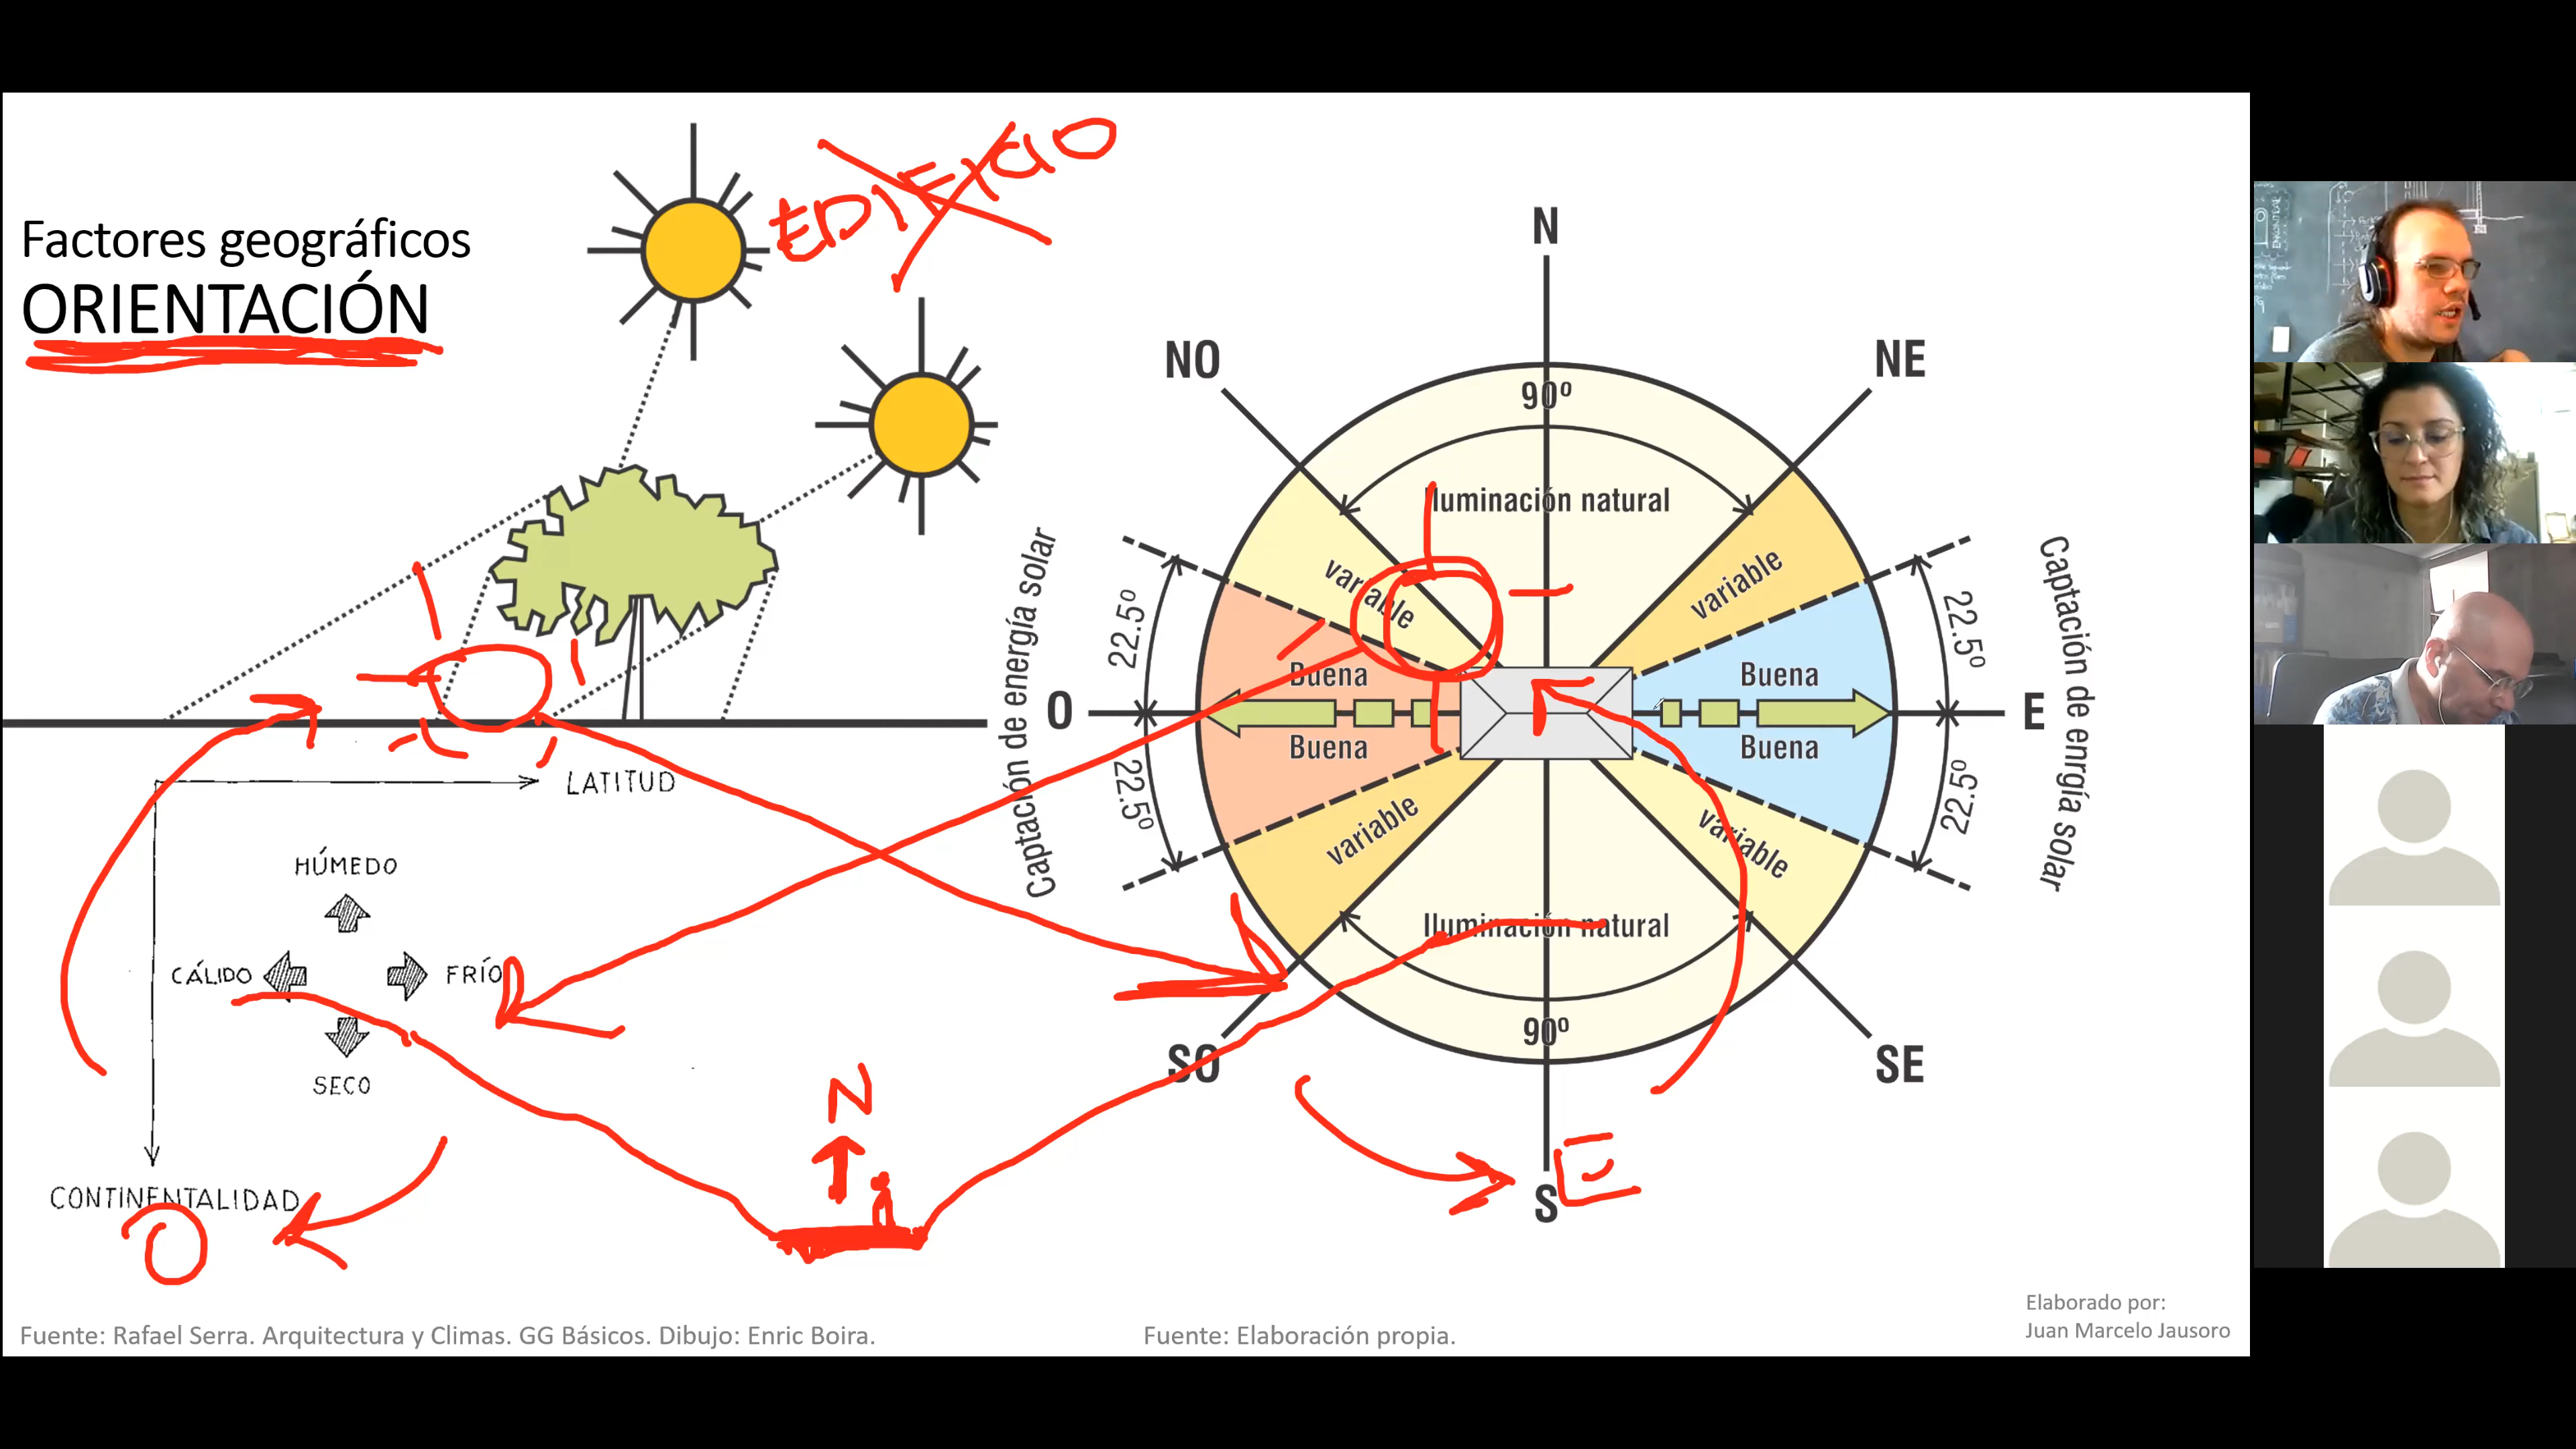 Factores geográficos
ORIENTACIÓN
EDIFICIO
LATITUD
HÚMEDO
CÁLIDO
FRÍO
SECO
CONTINENTALIDAD
O
N
Fuente: Rafael Serra. Arquitectura y Climas. GG Básicos. Dibujo: Enric Boira.
N
NO
NE
90º
Iluminación natural
variable
variable
Captación de energía solar
22.5º
22.5º
Captación de enrgía solar
Buena
Buena
O
E
Buena
Buena
22.5º
22.5º
variable
variable
Iluminación natural
90º
SO
SE
S
E
Fuente: Elaboración propia.
Elaborado por:
Juan Marcelo Jausoro